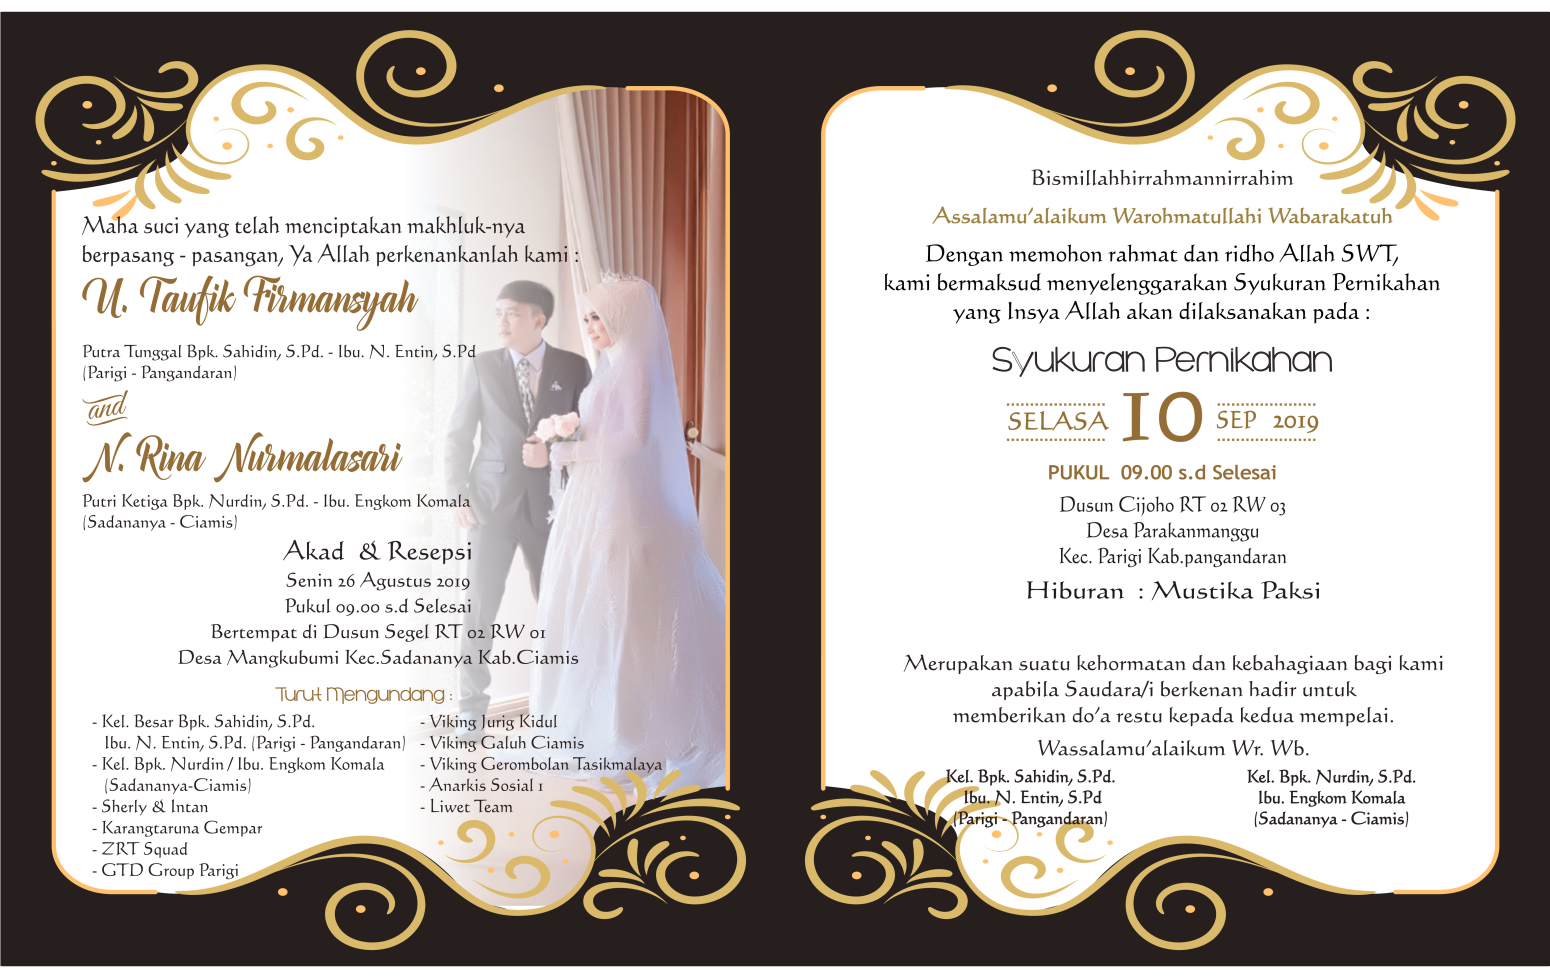 Maha suci yang telah menciptakan makhluk-nya
berpasang - pasangan, Ya Allah perkenankanlah kami :
U. Taufik Firmansyah
Putra Tunggal Bpk. Sahidin, S.Pd. - Ibu. N. Entin, S.Pd
(Parigi - Pangandaran)
and
N. Rina Nurmalasari
Putri Ketiga Bpk. Nurdin, S.Pd. - Ibu. Engkom Komala
(Sadananya - Ciamis)
Akad & Resepsi
Senin 26 Agustus 2019
Pukul 09.00 s.d Selesai
Bertempat di Dusun Segel RT 02 RW 01
Desa Mangkubumi Kec.Sadananya Kab.Ciamis
Turut Mengundang :
- Kel. Besar Bpk. Sahidin, S.Pd.
Ibu. N. Entin, S.Pd. (Parigi - Pangandaran)
- Kel. Bpk. Nurdin / Ibu. Engkom Komala
(Sadananya-Ciamis)
- Sherly & Intan
- Karangtaruna Gempar
- ZRT Squad
- GTD Group Parigi
- Viking Jurig Kidul
- Viking Galuh Ciamis
- Viking Gerombolan Tasikmalaya
- Anarkis Sosial 1
- Liwet Team
Bismillahhirrahmannirrahim
Assalamu'alaikum Warohmatullahi Wabarakatuh
Dengan memohon rahmat dan ridho Allah SWT,
kami bermaksud menyelenggarakan Syukuran Pernikahan
yang Insya Allah akan dilaksanakan pada :
Syukuran Pernikahan
SELASA 10 SEP 2019
PUKUL 09.00 s.d Selesai
Dusun Cijoho RT 02 RW 03
Desa Parakanmanggu
Kec. Parigi Kab.pangandaran
Hiburan : Mustika Paksi
Merupakan suatu kehormatan dan kebahagiaan bagi kami
apabila Saudara/i berkenan hadir untuk
memberikan do'a restu kepada kedua mempelai.
Wassalamu'alaikum Wr. Wb.
Kel. Bpk. Sahidin, S.Pd.
Ibu. N. Entin, S.Pd
(Parigi - Pangandaran)
Kel. Bpk. Nurdin, S.Pd.
Ibu. Engkom Komala
(Sadananya - Ciamis)